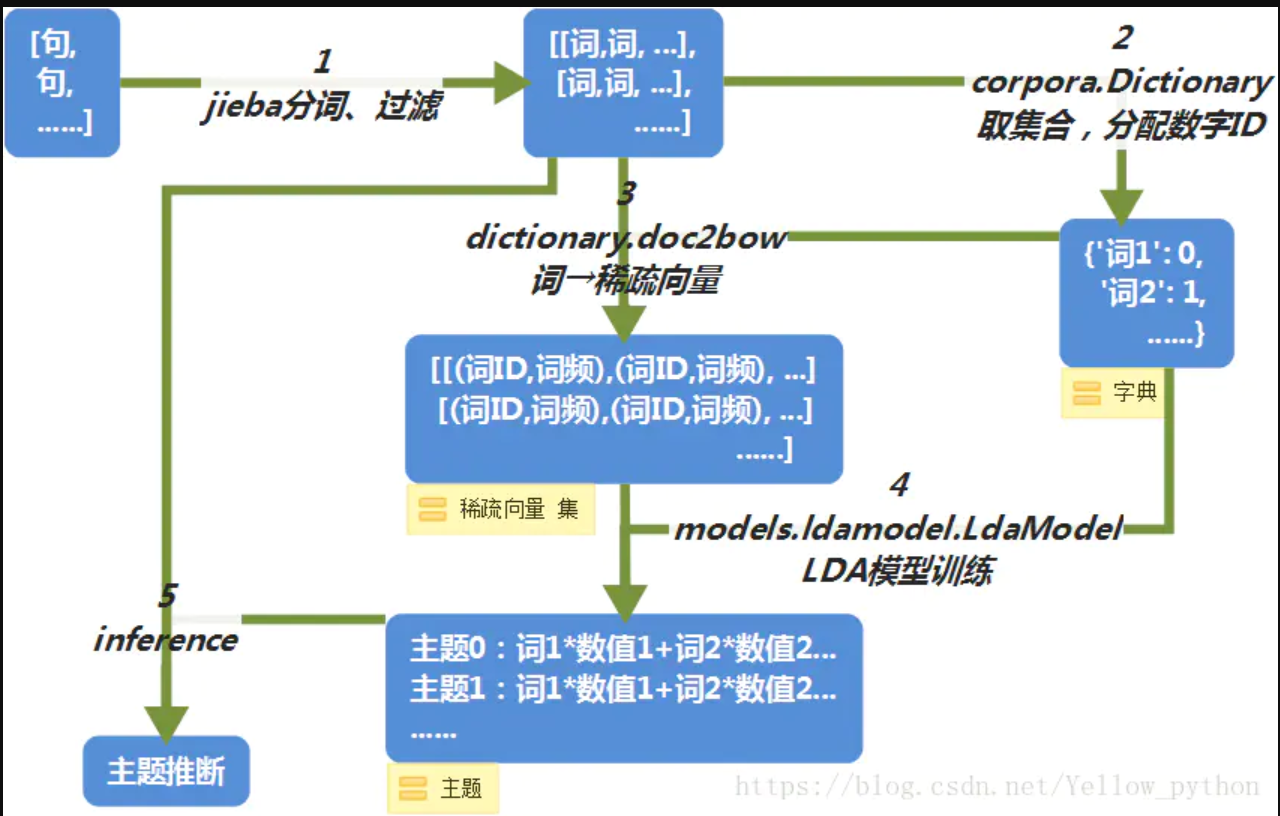 [句,
句,
......]
1
jieba分词、过滤
[[词,词, ...],
[词,词, ...],
......]
2
corpora.Dictionary
取集合，分配数字ID
3
dictionary.doc2bow
词→稀疏向量
{'词1': 0,
'词2': 1,
......}
字典
[[(词ID,词频),(词ID,词频), ...]
[(词ID,词频),(词ID,词频), ...]
......]
稀疏向量 集
4
models.ldamodel.LdaModel
LDA模型训练
5
inference
主题0：词1*数值1+词2*数值2...
主题1：词1*数值1+词2*数值2...
......
主题
主题推断
https://blog.csdn.net/Yellow_python